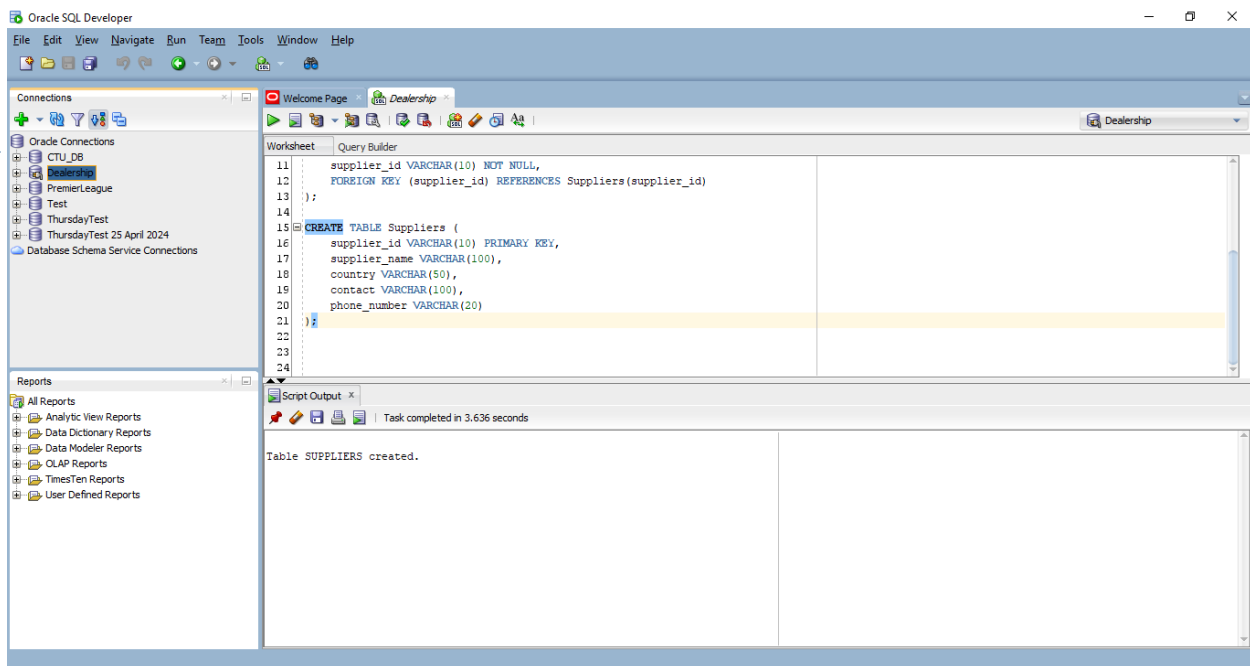 Oracle SQL Developer
File Edit View Navigate Run Team Tools Window Help
Connections
Oracle Connections
CTU_DB
Dealership
PremierLeague
Test
ThursdayTest
ThursdayTest 25 April 2024
Database Schema Service Connections
Reports
All Reports
Analytic View Reports
Data Dictionary Reports
Data Modeler Reports
OLAP Reports
TimesTen Reports
User Defined Reports
Welcome Page Dealership
Dealership
Worksheet Query Builder
11 supplier_id VARCHAR(10) NOT NULL,
12 FOREIGN KEY (supplier_id) REFERENCES Suppliers(supplier_id)
13 );
14
15 CREATE TABLE Suppliers (
16 supplier_id VARCHAR(10) PRIMARY KEY,
17 supplier_name VARCHAR(100),
18 country VARCHAR(50),
19 contact VARCHAR(100),
20 phone_number VARCHAR(20)
21 );
22
23
24
Script Output x
Task completed in 3.636 seconds
Table SUPPLIERS created.